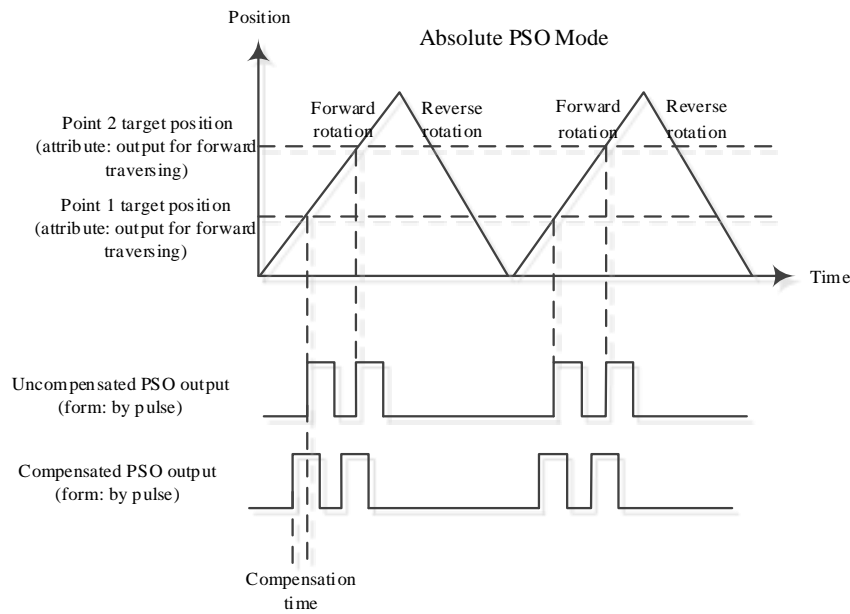 Position
Absolute PSO Mode
Forward
rotation
Reverse
rotation
Forward
rotation
Reverse
rotation
Point 2 target position
(attribute: output for forward
traversing)
Point 1 target position
(attribute: output for forward
traversing)
Time
Uncompensated PSO output
(form: by pulse)
Compensated PSO output
(form: by pulse)
Compensation
time